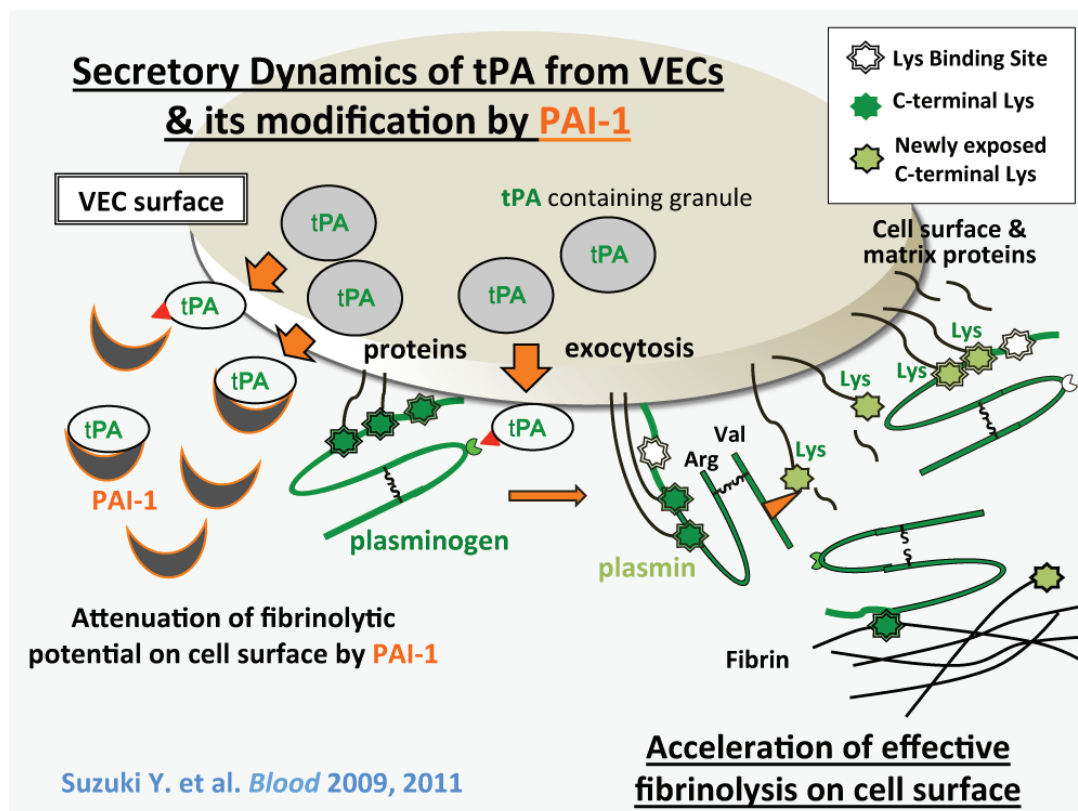 Secretory Dynamics of tPA from VECs
& its modification by PAI-1
Lys Binding Site
C-terminal Lys
Newly exposed
C-terminal Lys
VEC surface
tPA containing granule
tPA
tPA
tPA
tPA
Cell surface &
matrix proteins
tPA
proteins
exocytosis
Lys
Lys
Lys
tPA
tPA
tPA
Val
Arg
Lys
PAI-1
plasminogen
plasmin
Attenuation of fibrinolytic
potential on cell surface by PAI-1
Fibrin
Acceleration of effective
fibrinolysis on cell surface
Suzuki Y. et al. Blood 2009, 2011